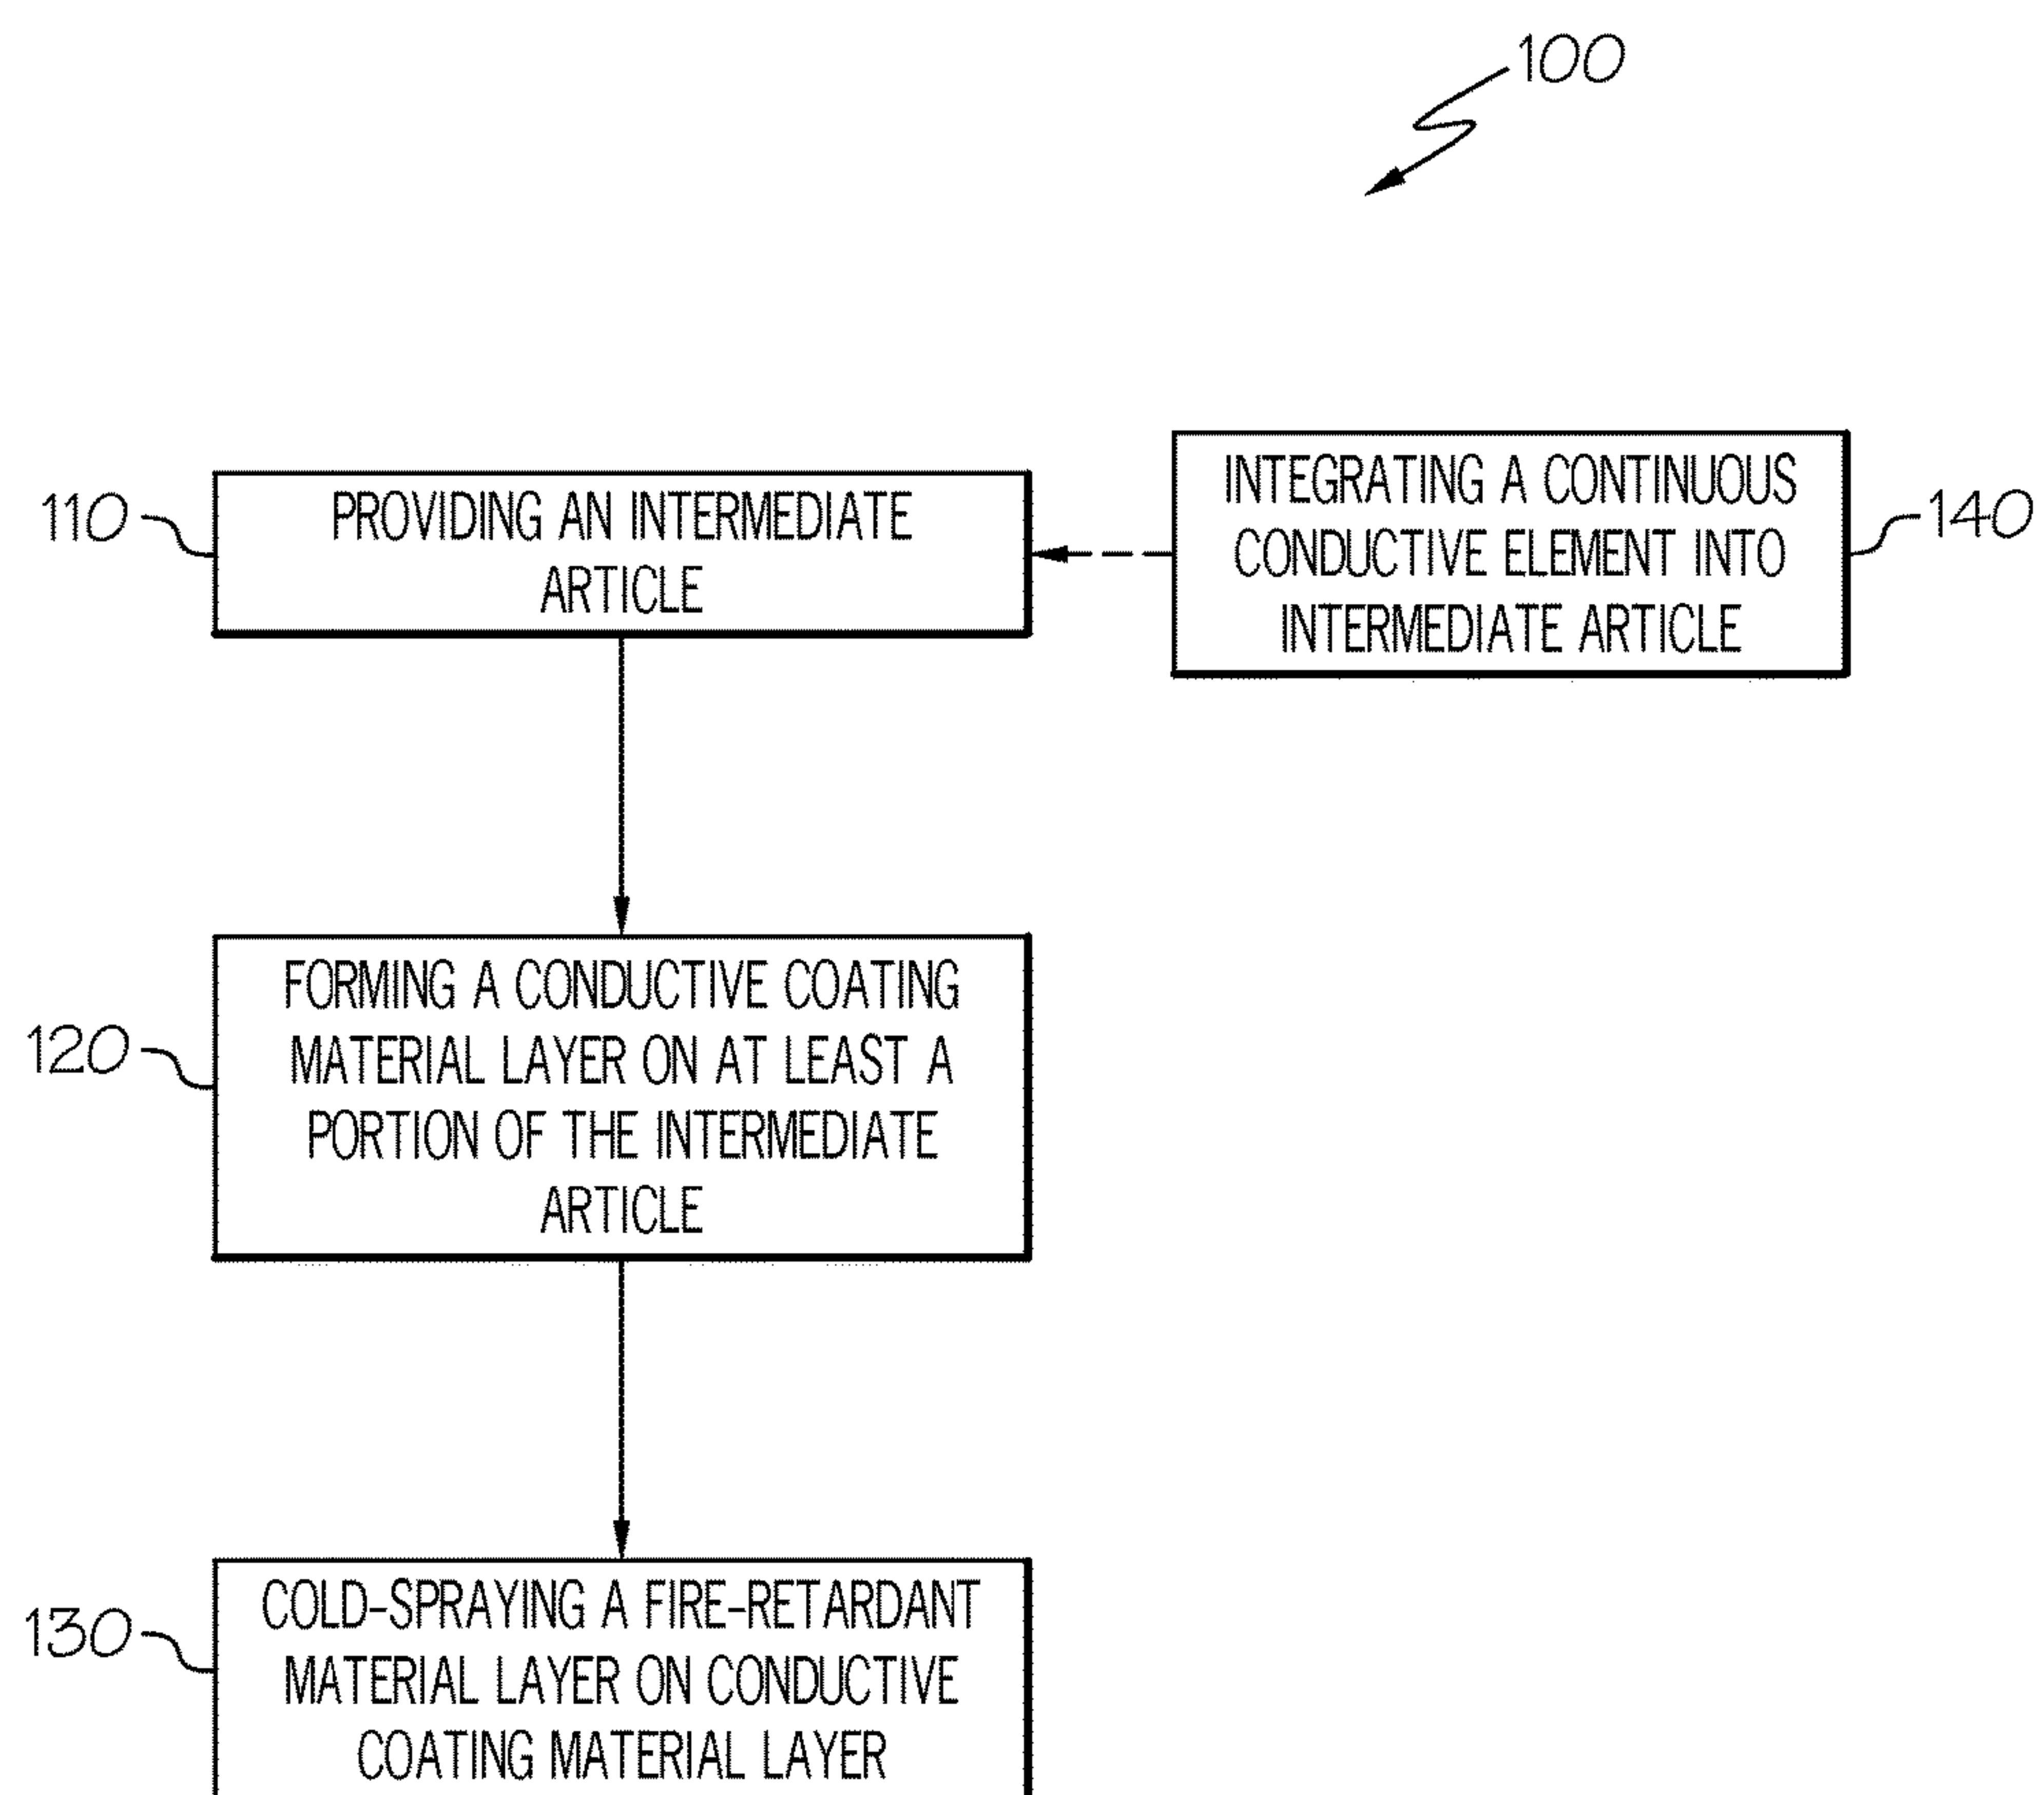 100
110
PROVIDING AN INTERMEDIATE
ARTICLE
INTEGRATING A CONTINUOUS
CONDUCTIVE ELEMENT INTO
INTERMEDIATE ARTICLE
140
120
FORMING A CONDUCTIVE COATING
MATERIAL LAYER ON AT LEAST A
PORTION OF THE INTERMEDIATE
ARTICLE
130
COLD-SPRAYING A FIRE-RETARDANT
MATERIAL LAYER ON CONDUCTIVE
COATING MATERIAL LAYER